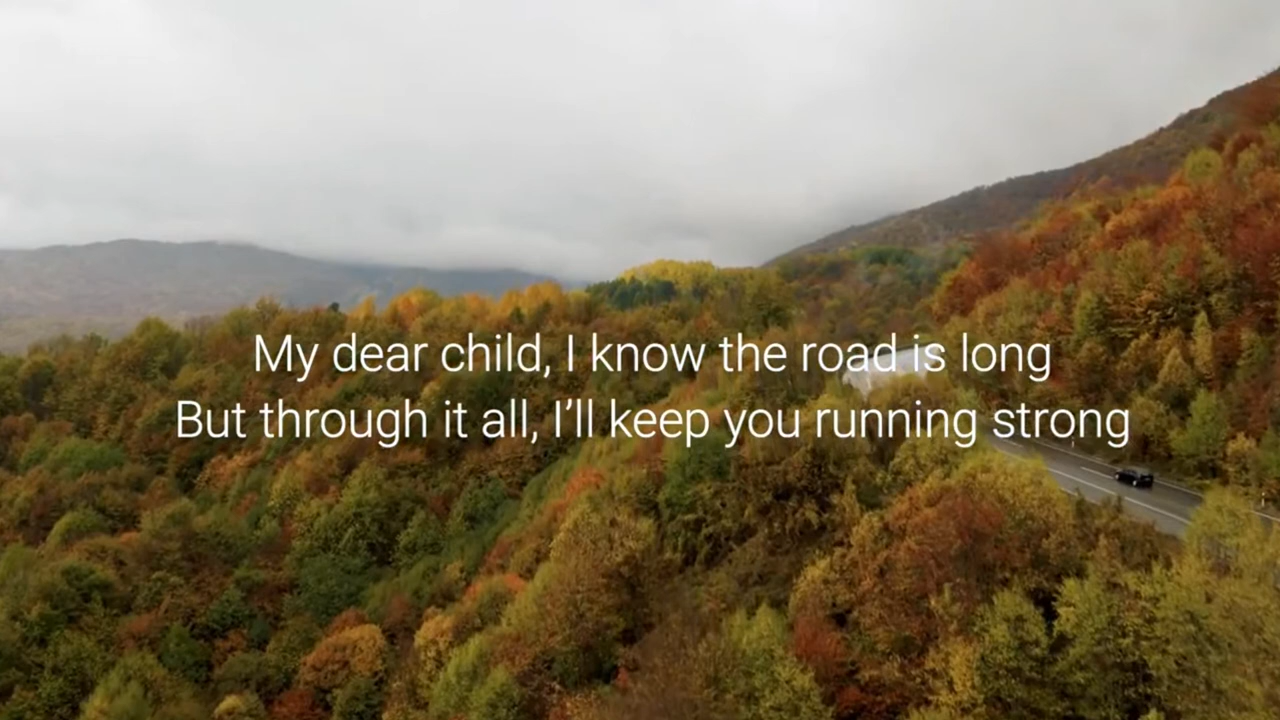 My dear child, I know the road is long
But through it all, I’ll keep you running strong